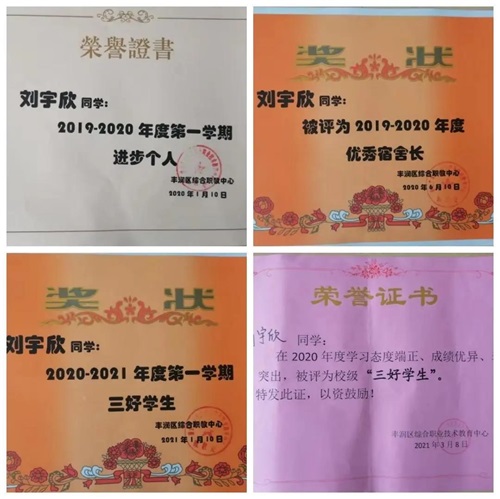 榮譽證書
刘宇欣 同学:
2019-2020 年度第一学期
进步个人
丰润区综合职教中心
2020 年 1 月 10 日
奖状
刘宇欣 同学:
被评为 2019-2020 年度
优秀宿舍长
丰润区综合职教中心
2020 年 6 月 18 日
奖状
刘宇欣 同学:
2020-2021 年度第一学期
三好学生
丰润区综合职教中心
2021 年 1 月 10 日
荣誉证书
宇欣 同学:
在 2020 年度学习态度端正、成绩优异、
突出，被评为校级“三好学生”。
特发此证，以资鼓励!
丰润区综合职业技术教育中心
2021 年 3 月 8 日